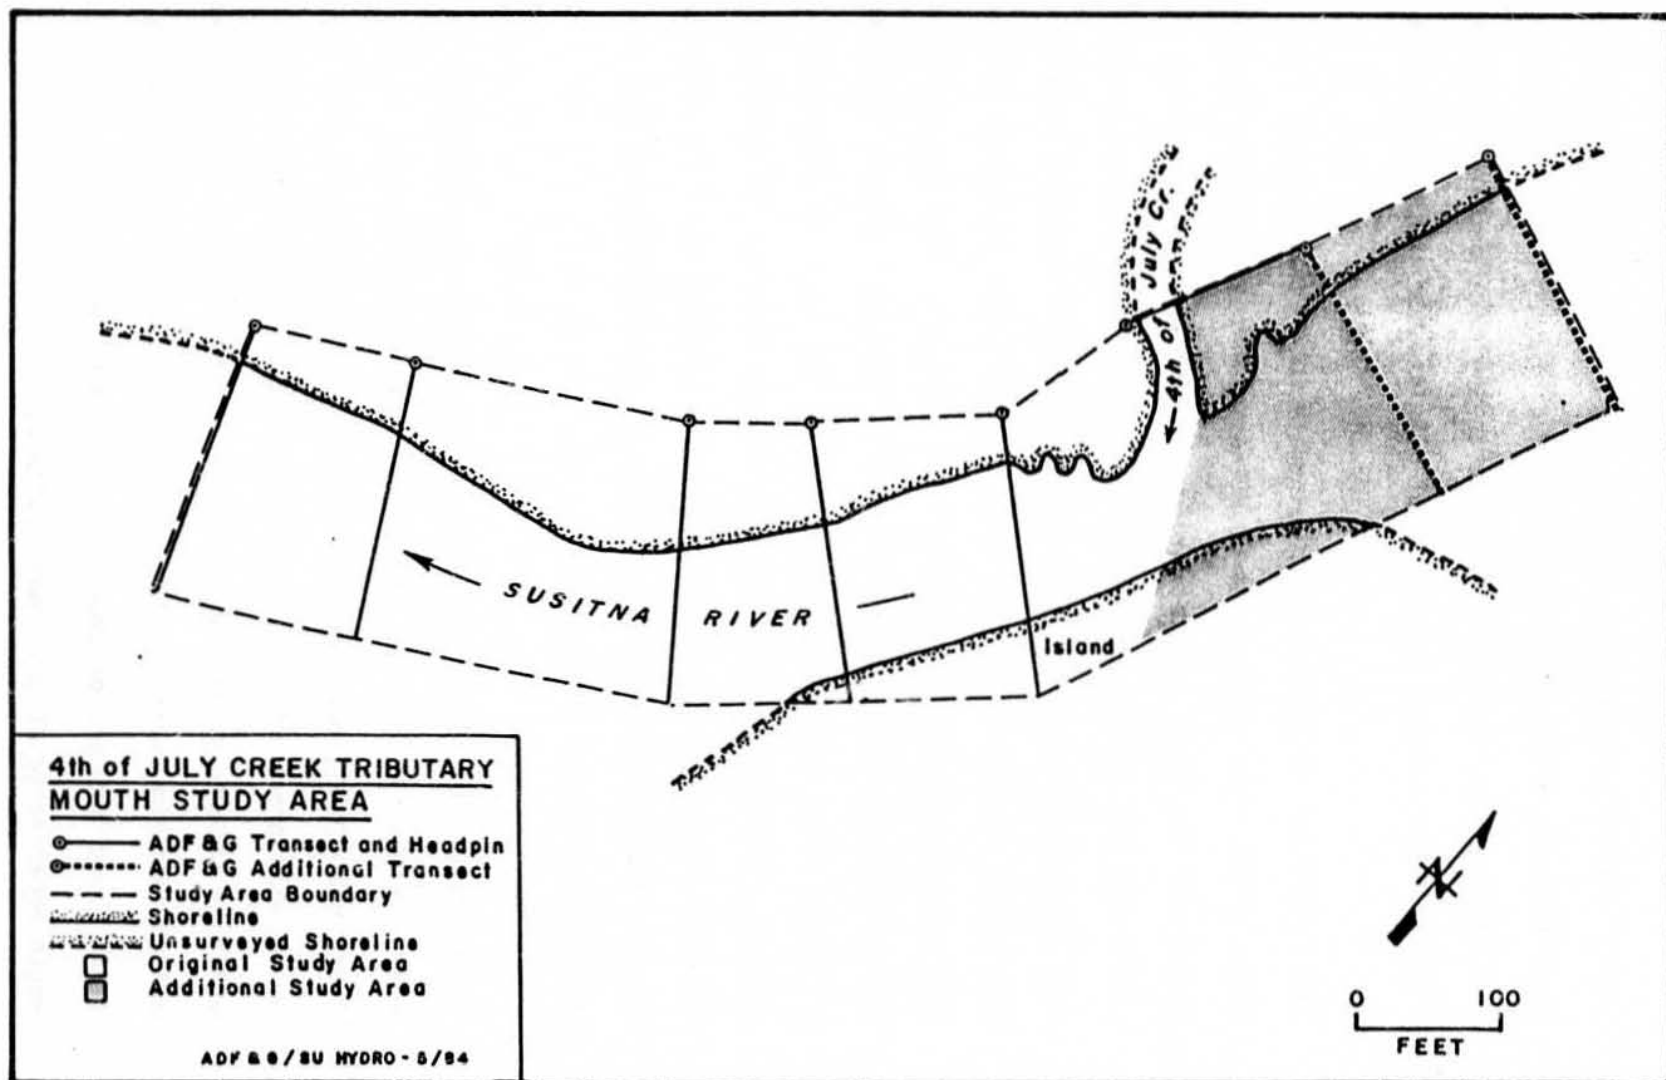 4th of July Cr.
SUSITNA RIVER
Island
4th of JULY CREEK TRIBUTARY
MOUTH STUDY AREA
ADF&G Transect and Headpin
ADF&G Additional Transect
Study Area Boundary
Shoreline
Unsurveyed Shoreline
Original Study Area
Additional Study Area
ADF&G/SU HYDRO - 5/84
N
0 100
FEET